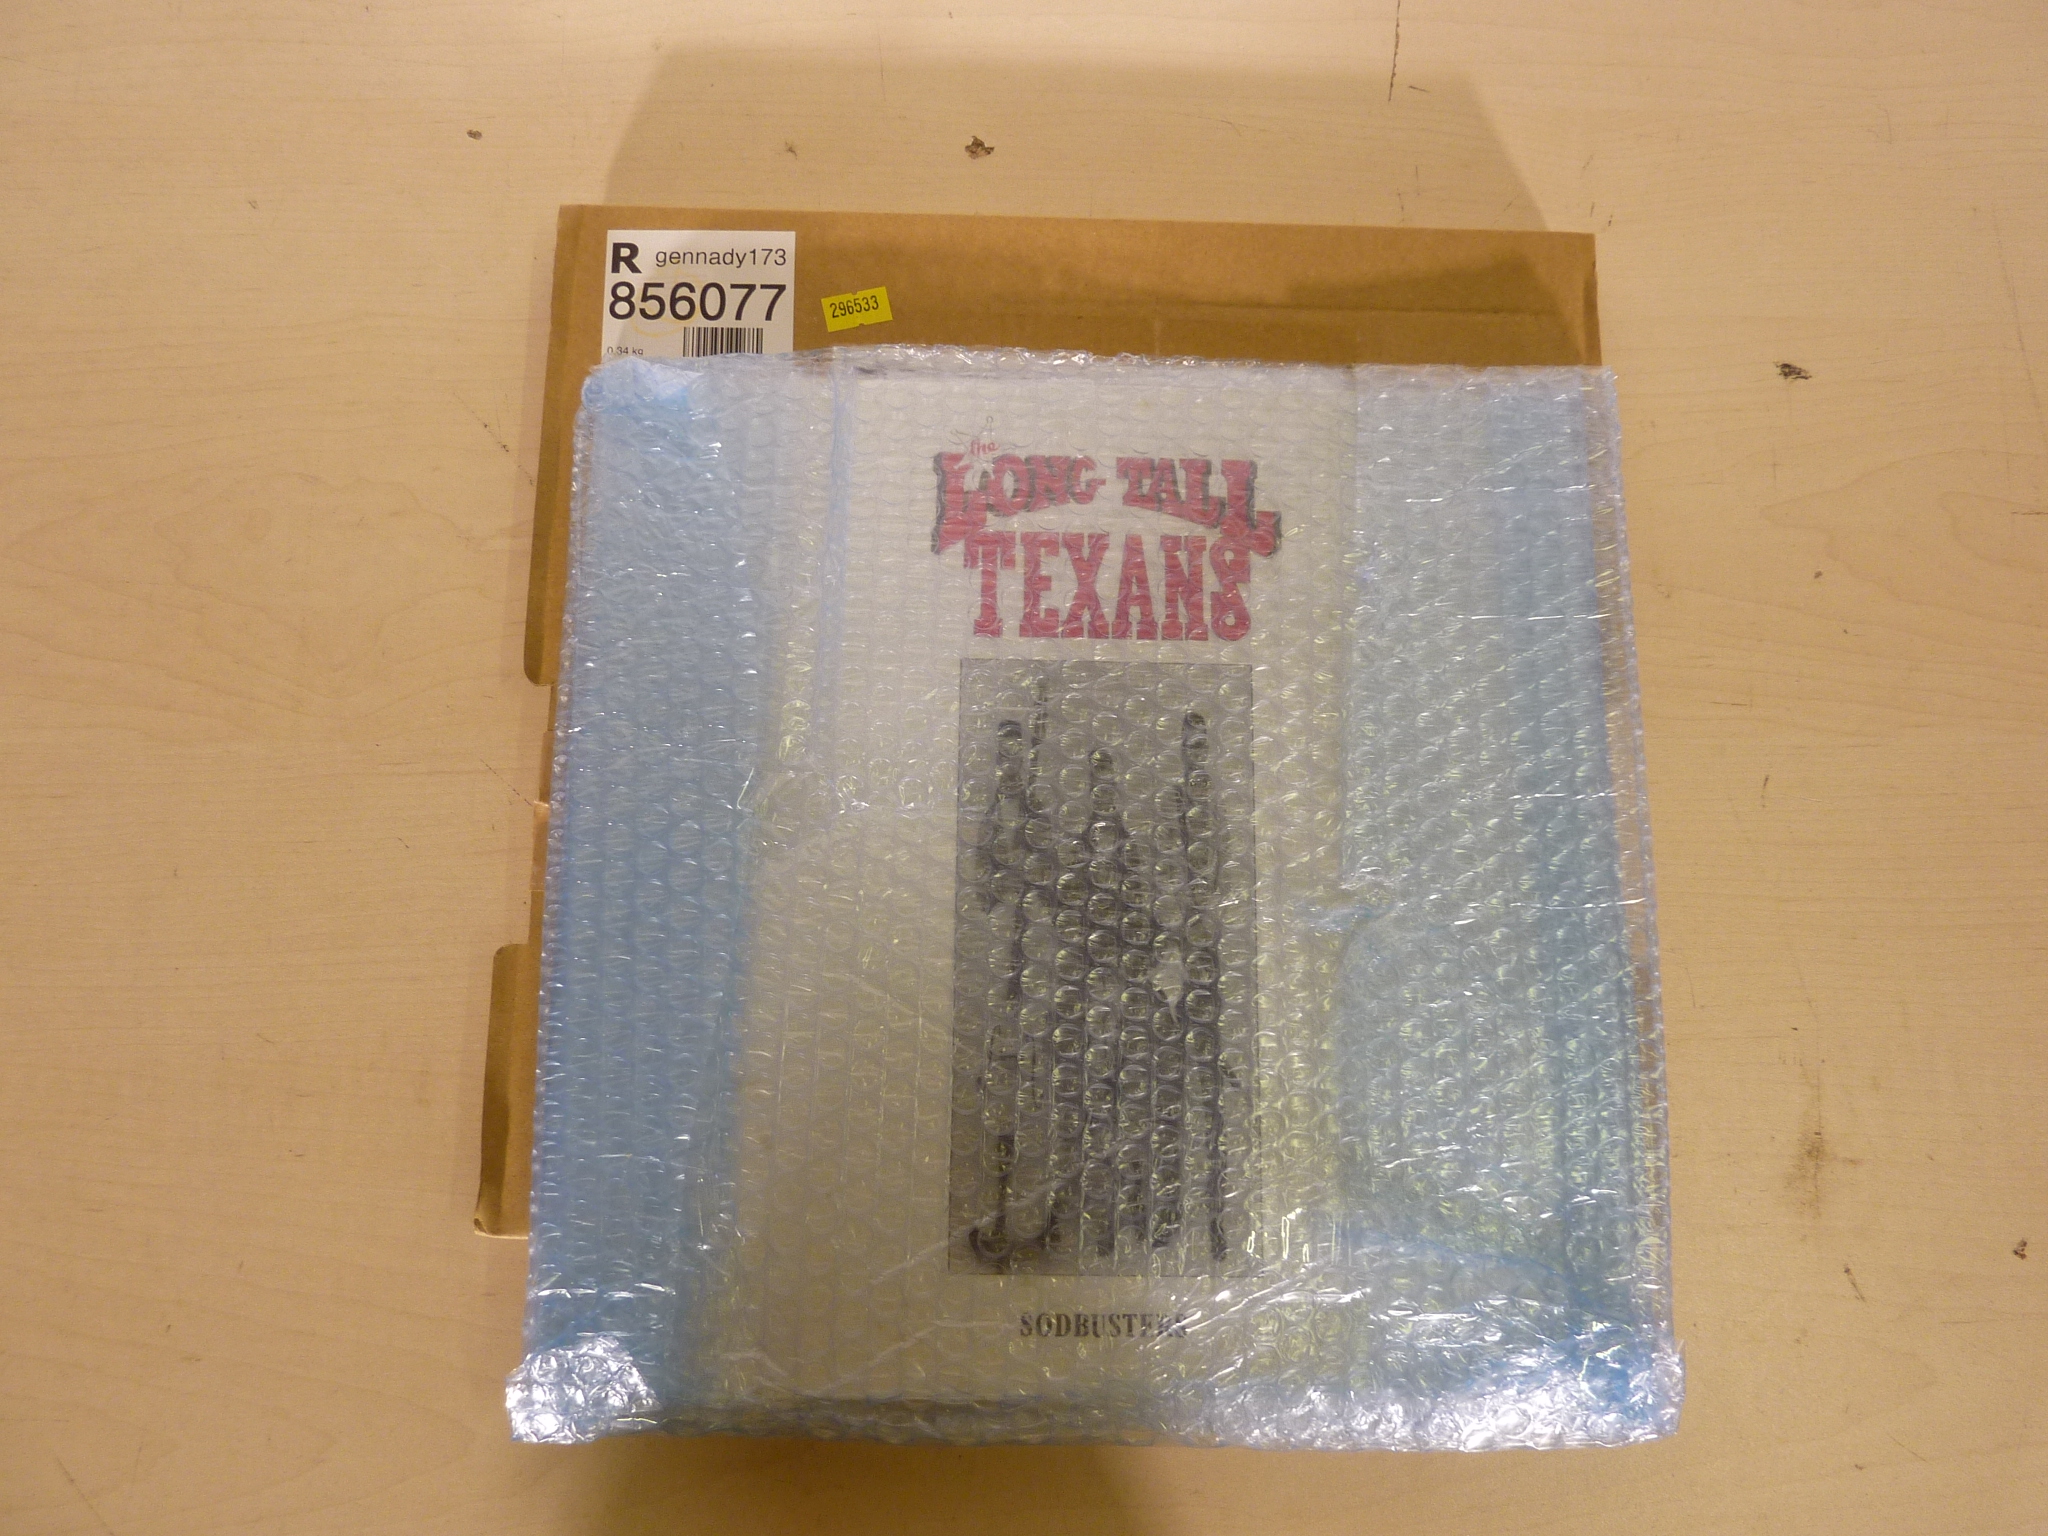 R gennady173
856077
296533
0.34 kg
the
LONG TALL
TEXANS
SODBUSTERS